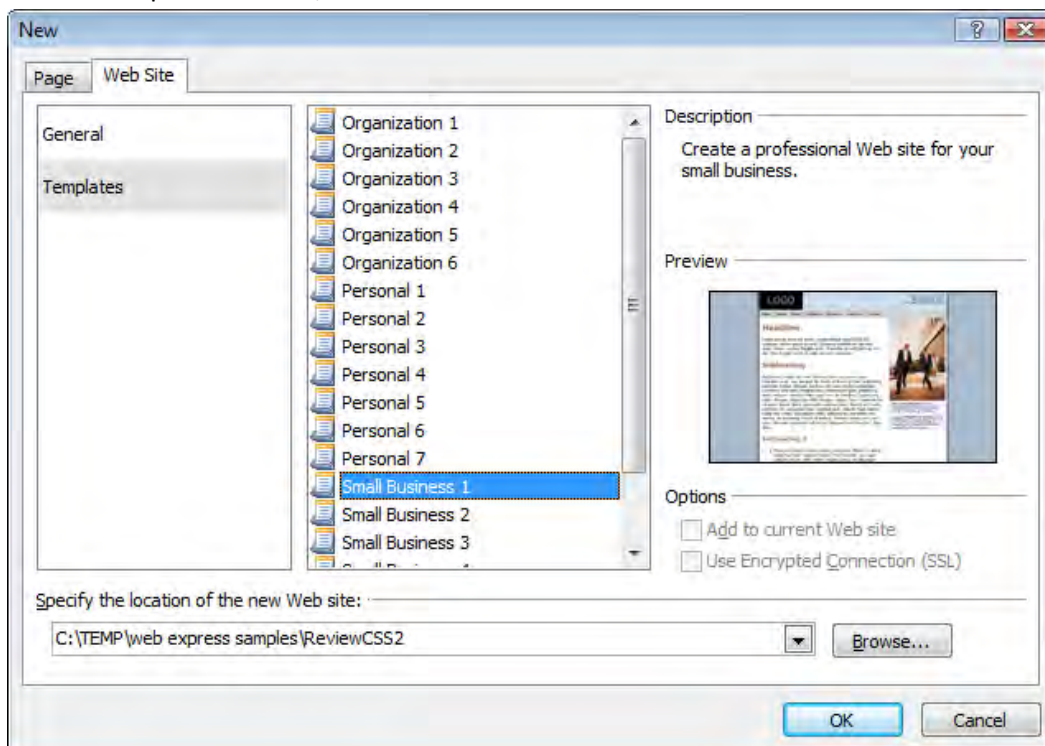 New
Page
Web Site
General
Templates
Organization 1
Organization 2
Organization 3
Organization 4
Organization 5
Organization 6
Personal 1
Personal 2
Personal 3
Personal 4
Personal 5
Personal 6
Personal 7
Small Business 1
Small Business 2
Small Business 3
Description
Create a professional Web site for your
small business.
Preview
LOGO
Options
Add to current Web site
Use Encrypted Connection (SSL)
Specify the location of the new Web site:
C:\TEMP\web express samples\ReviewCSS2
Browse...
OK
Cancel